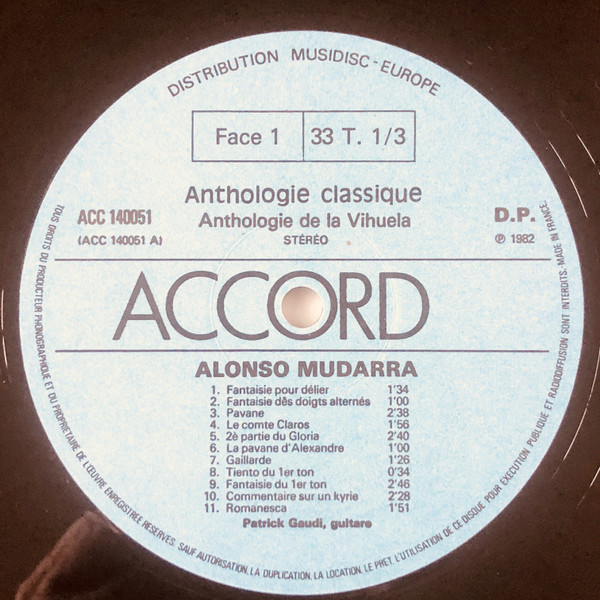 DISTRIBUTION MUSIDISC - EUROPE
Face 1 33 T. 1/3
Anthologie classique
ACC 140051 Anthologie de la Vihuela D.P.
(ACC 140051 A) STÉRÉO ℗ 1982
ACCORD
ALONSO MUDARRA
1. Fantaisie pour délier 1'34
2. Fantaisie dês doigts alternés 1'00
3. Pavane 2'38
4. Le comte Claros 1'56
5. 2è partie du Gloria 2'40
6. La pavane d'Alexandre 1'00
7. Gaillarde 1'26
8. Tiento du 1er ton 0'34
9. Fantaisie du 1er ton 2'46
10. Commentaire sur un kyrie 2'28
11. Romanesca 1'51
Patrick Gaudi, guitare
TOUS DROITS DU PRODUCTEUR PHONOGRAPHIQUE ET DU PROPRIETAIRE DE L'ŒUVRE ENREGISTREE RESERVES. SAUF AUTORISATION, LA DUPLICATION, LA LOCATION, LE PRET, L'UTILISATION DE CE DISQUE POUR EXECUTION PUBLIQUE ET RADIODIFFUSION SONT INTERDITS. MADE IN FRANCE.